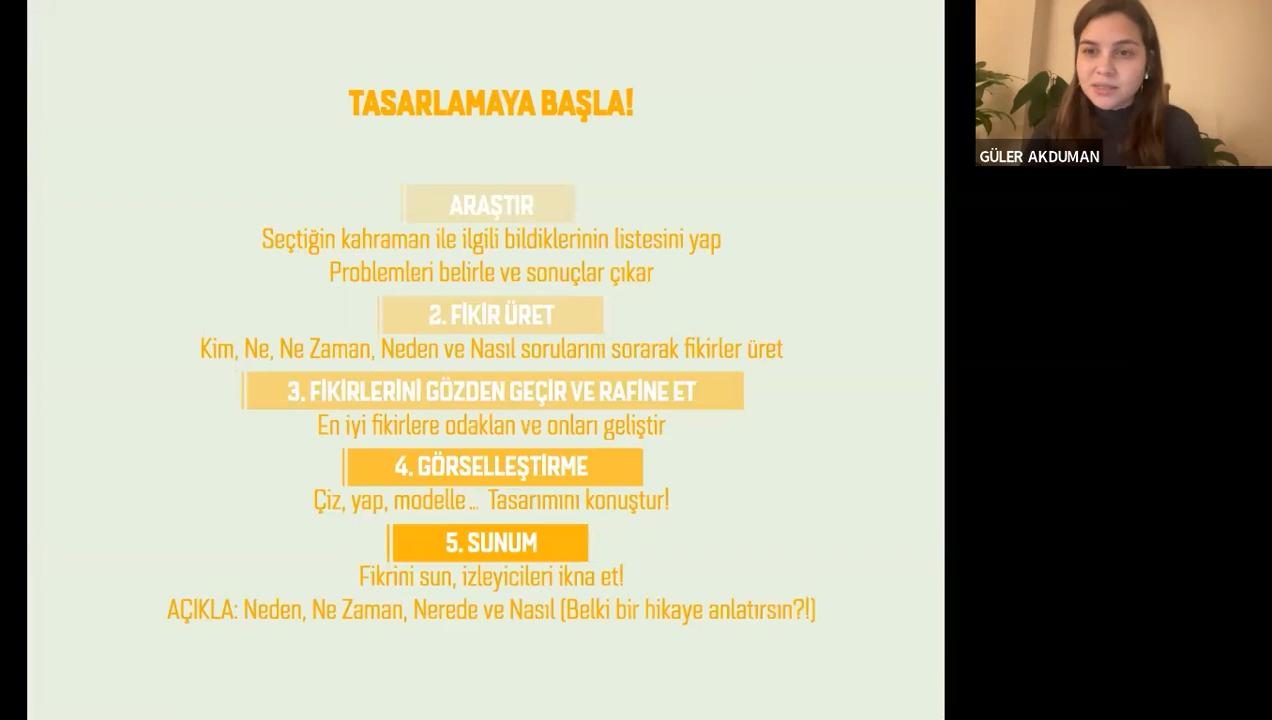 TASARLAMAYA BAŞLA!
ARAŞTIR
Seçtiğin kahraman ile ilgili bildiklerinin listesini yap
Problemleri belirle ve sonuçlar çıkar
2. FİKİR ÜRET
Kim, Ne, Ne Zaman, Neden ve Nasıl sorularını sorarak fikirler üret
3. FİKİRLERİNİ GÖZDEN GEÇİR VE RAFİNE ET
En iyi fikirlere odaklan ve onları geliştir
4. GÖRSELLEŞTİRME
Çiz, yap, modelle... Tasarımını konuştur!
5. SUNUM
Fikrini sun, izleyicileri ikna et!
AÇIKLA: Neden, Ne Zaman, Nerede ve Nasıl (Belki bir hikaye anlatırsın?!)
GÜLER AKDUMAN